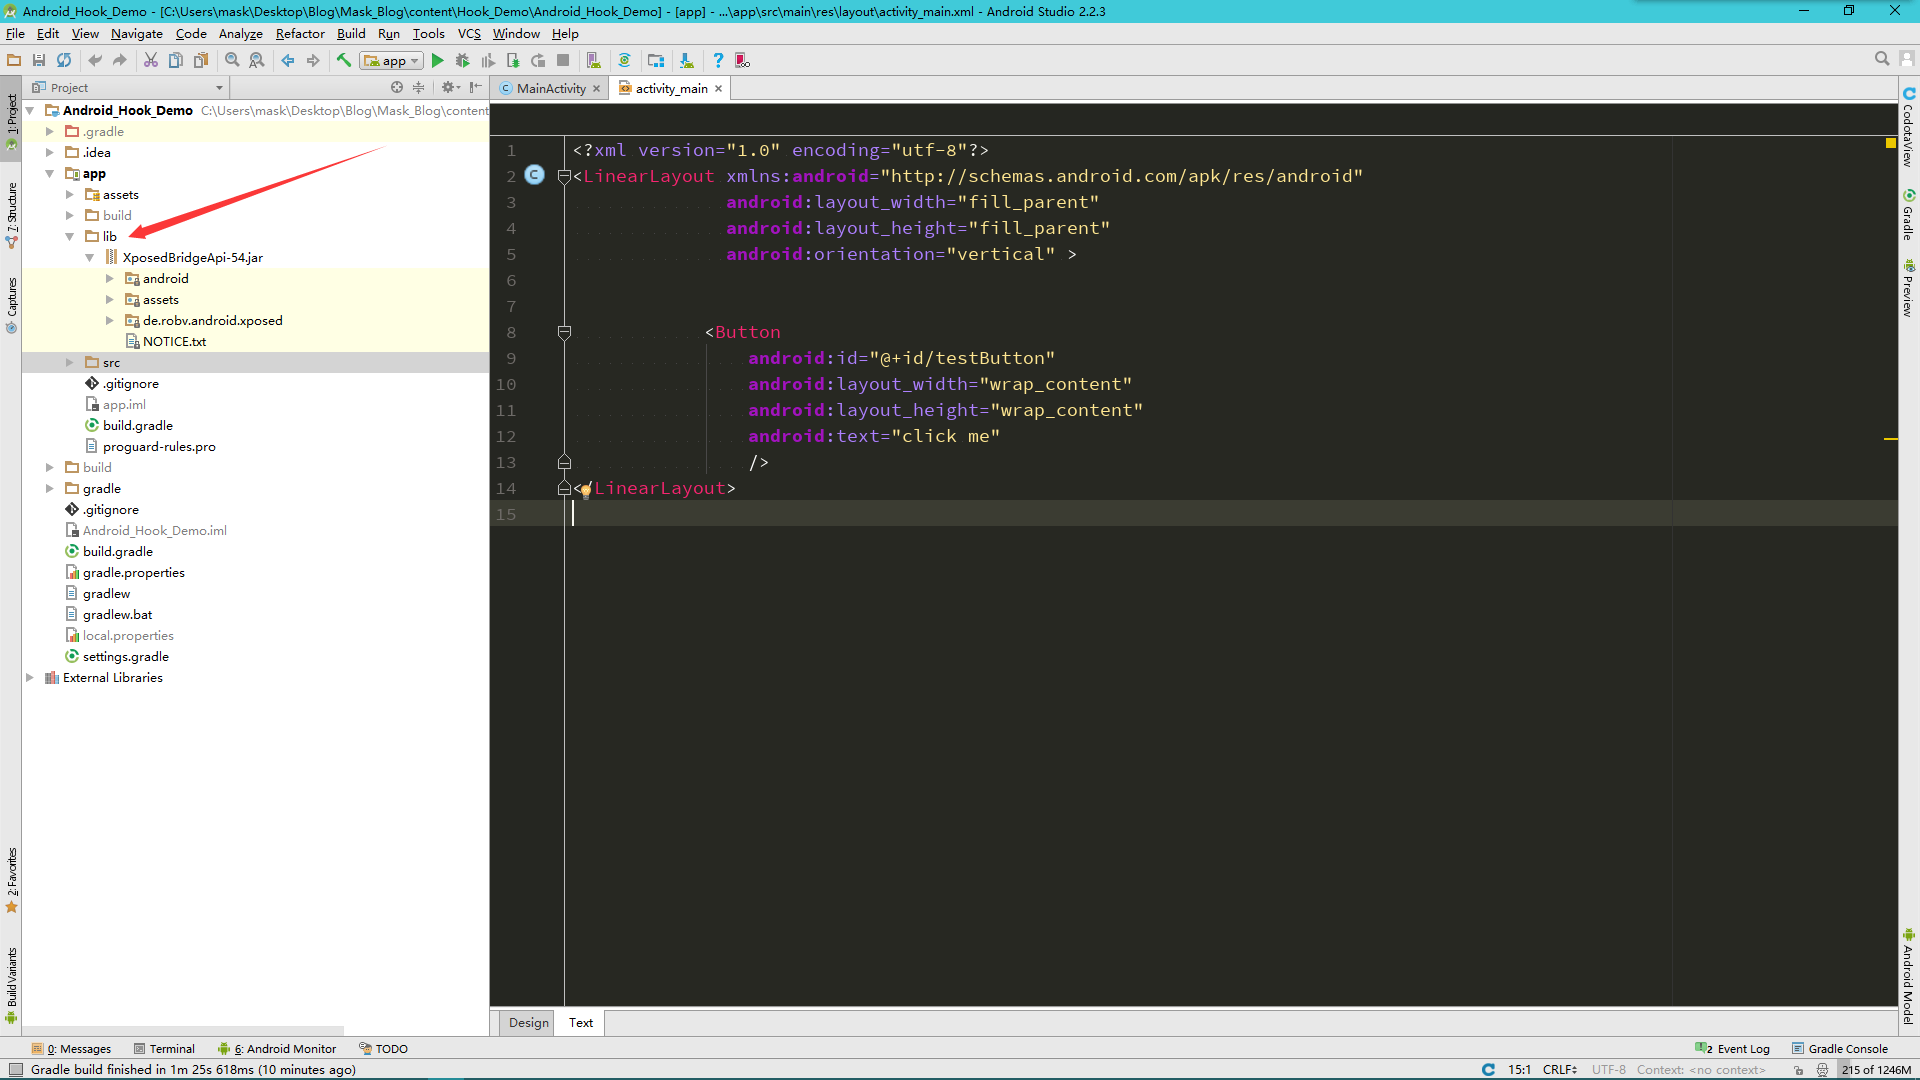 Android_Hook_Demo - [C:\Users\mask\Desktop\Blog\Mask_Blog\content\Hook_Demo\Android_Hook_Demo] - [app] - ...\app\src\main\res\layout\activity_main.xml - Android Studio 2.2.3
File Edit View Navigate Code Analyze Refactor Build Run Tools VCS Window Help
app
Project
MainActivity
activity_main
1: Project
7: Structure
Captures
2: Favorites
Build Variants
Android_Hook_Demo C:\Users\mask\Desktop\Blog\Mask_Blog\content
.gradle
.idea
app
assets
build
lib
XposedBridgeApi-54.jar
android
assets
de.robv.android.xposed
NOTICE.txt
src
.gitignore
app.iml
build.gradle
proguard-rules.pro
build
gradle
.gitignore
Android_Hook_Demo.iml
build.gradle
gradle.properties
gradlew
gradlew.bat
local.properties
settings.gradle
External Libraries
1 <?xml version="1.0" encoding="utf-8"?>
2 <LinearLayout xmlns:android="http://schemas.android.com/apk/res/android"
3 android:layout_width="fill_parent"
4 android:layout_height="fill_parent"
5 android:orientation="vertical" >
6
7
8 <Button
9 android:id="@+id/testButton"
10 android:layout_width="wrap_content"
11 android:layout_height="wrap_content"
12 android:text="click me"
13 />
14 </LinearLayout>
15
CodotaView
Gradle
Preview
Android Model
Design Text
0: Messages Terminal 6: Android Monitor TODO
2 Event Log Gradle Console
Gradle build finished in 1m 25s 618ms (10 minutes ago)
15:1 CRLF UTF-8 Context: <no context> 215 of 1246M